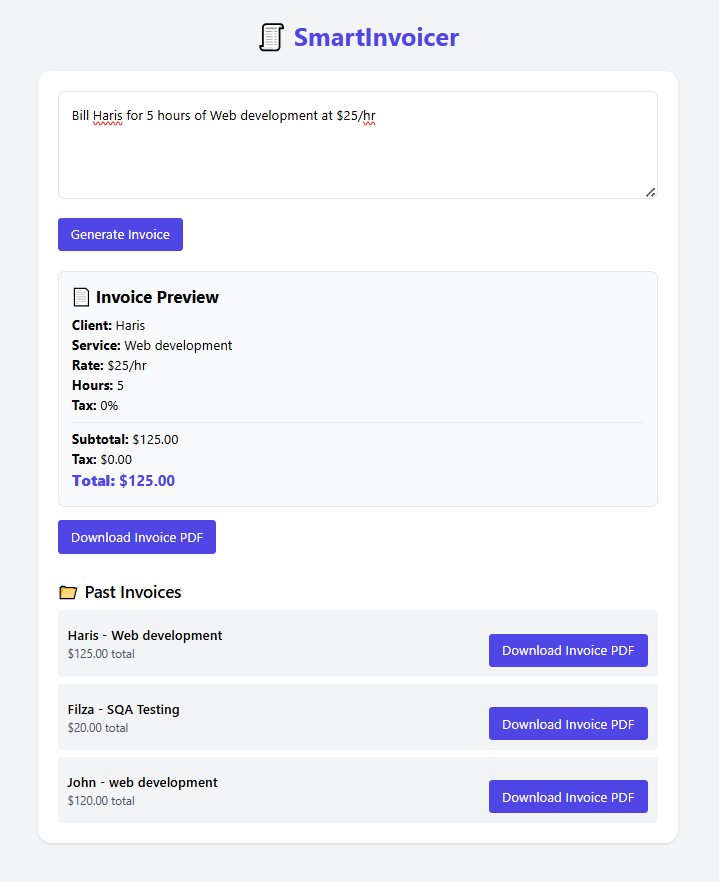 SmartInvoicer
Bill Haris for 5 hours of Web development at $25/hr
Generate Invoice
Invoice Preview
Client: Haris
Service: Web development
Rate: $25/hr
Hours: 5
Tax: 0%
Subtotal: $125.00
Tax: $0.00
Total: $125.00
Download Invoice PDF
Past Invoices
Haris - Web development
$125.00 total
Download Invoice PDF
Filza - SQA Testing
$20.00 total
Download Invoice PDF
John - web development
$120.00 total
Download Invoice PDF